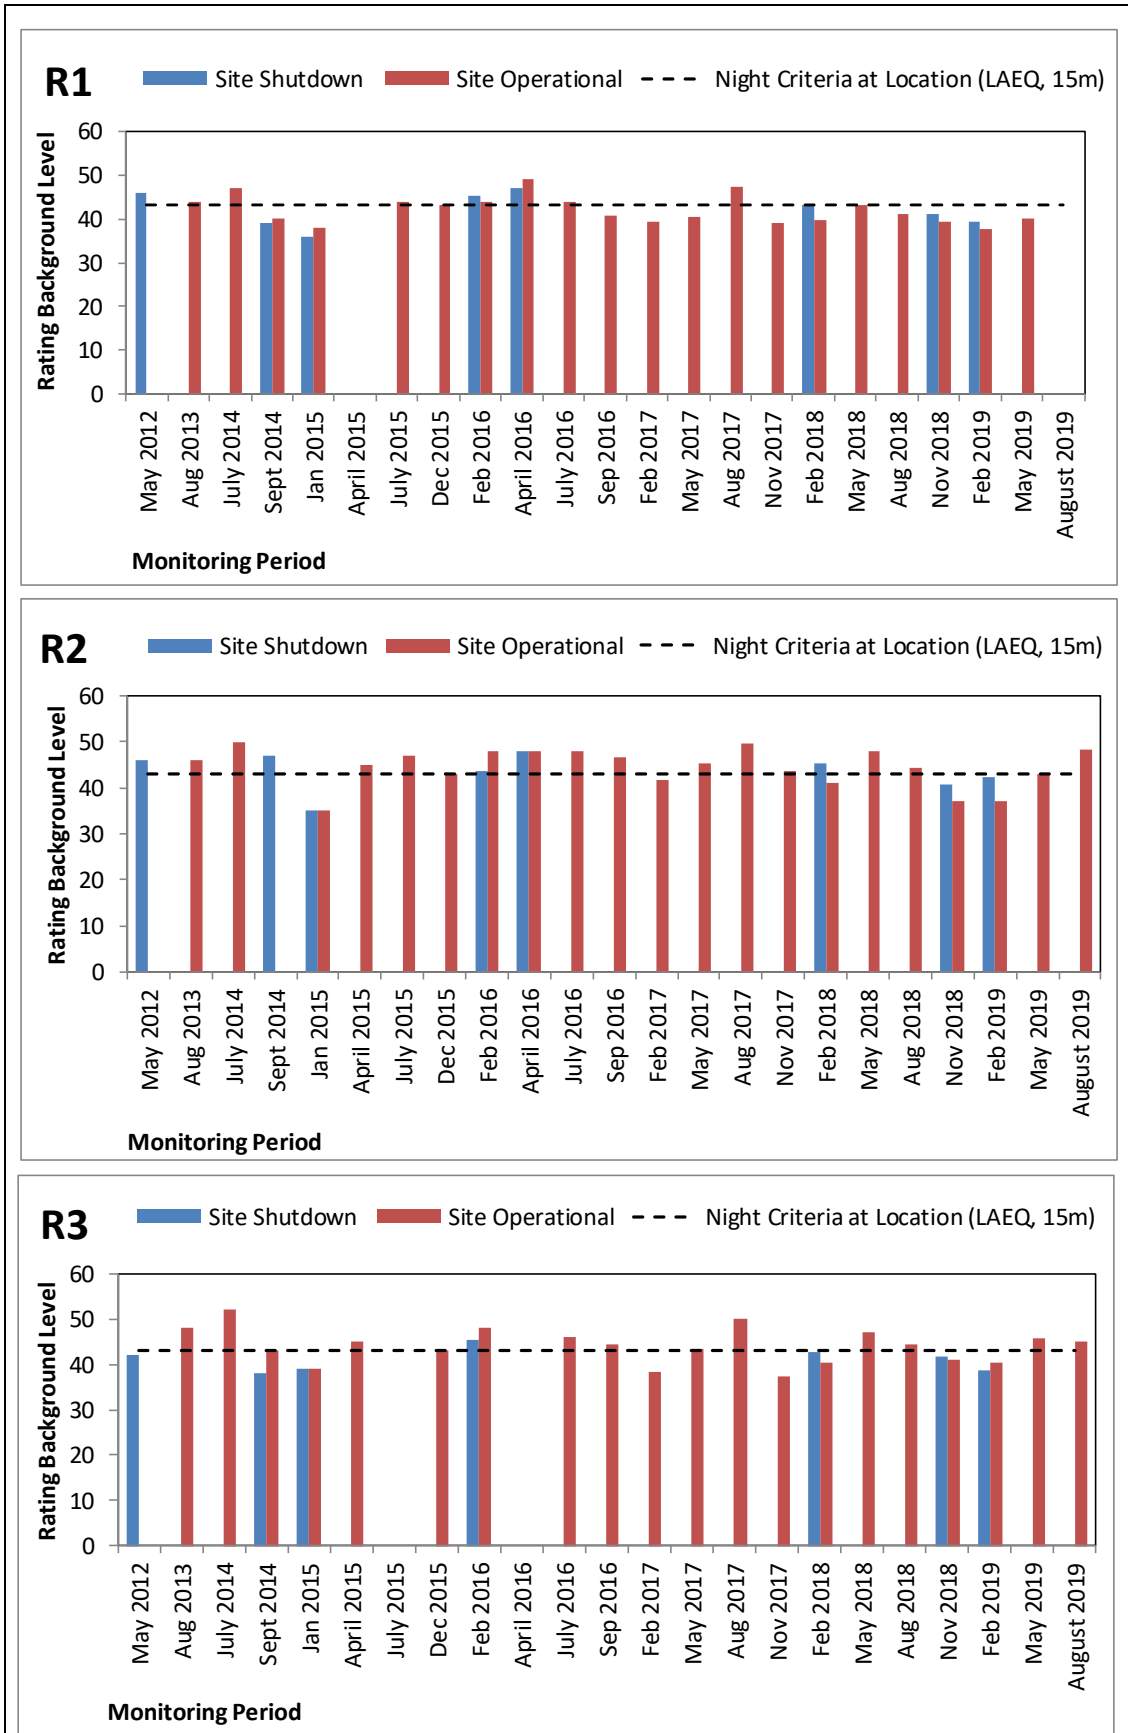 R1
Site Shutdown Site Operational Night Criteria at Location (LAEQ, 15m)
Rating Background Level
60
50
40
30
20
10
0
May 2012
Aug 2013
July 2014
Sept 2014
Jan 2015
April 2015
July 2015
Dec 2015
Feb 2016
April 2016
July 2016
Sep 2016
Feb 2017
May 2017
Aug 2017
Nov 2017
Feb 2018
May 2018
Aug 2018
Nov 2018
Feb 2019
May 2019
August 2019
Monitoring Period
R2
Site Shutdown Site Operational Night Criteria at Location (LAEQ, 15m)
Rating Background Level
60
50
40
30
20
10
0
May 2012
Aug 2013
July 2014
Sept 2014
Jan 2015
April 2015
July 2015
Dec 2015
Feb 2016
April 2016
July 2016
Sep 2016
Feb 2017
May 2017
Aug 2017
Nov 2017
Feb 2018
May 2018
Aug 2018
Nov 2018
Feb 2019
May 2019
August 2019
Monitoring Period
R3
Site Shutdown Site Operational Night Criteria at Location (LAEQ, 15m)
Rating Background Level
60
50
40
30
20
10
0
May 2012
Aug 2013
July 2014
Sept 2014
Jan 2015
April 2015
July 2015
Dec 2015
Feb 2016
April 2016
July 2016
Sep 2016
Feb 2017
May 2017
Aug 2017
Nov 2017
Feb 2018
May 2018
Aug 2018
Nov 2018
Feb 2019
May 2019
August 2019
Monitoring Period